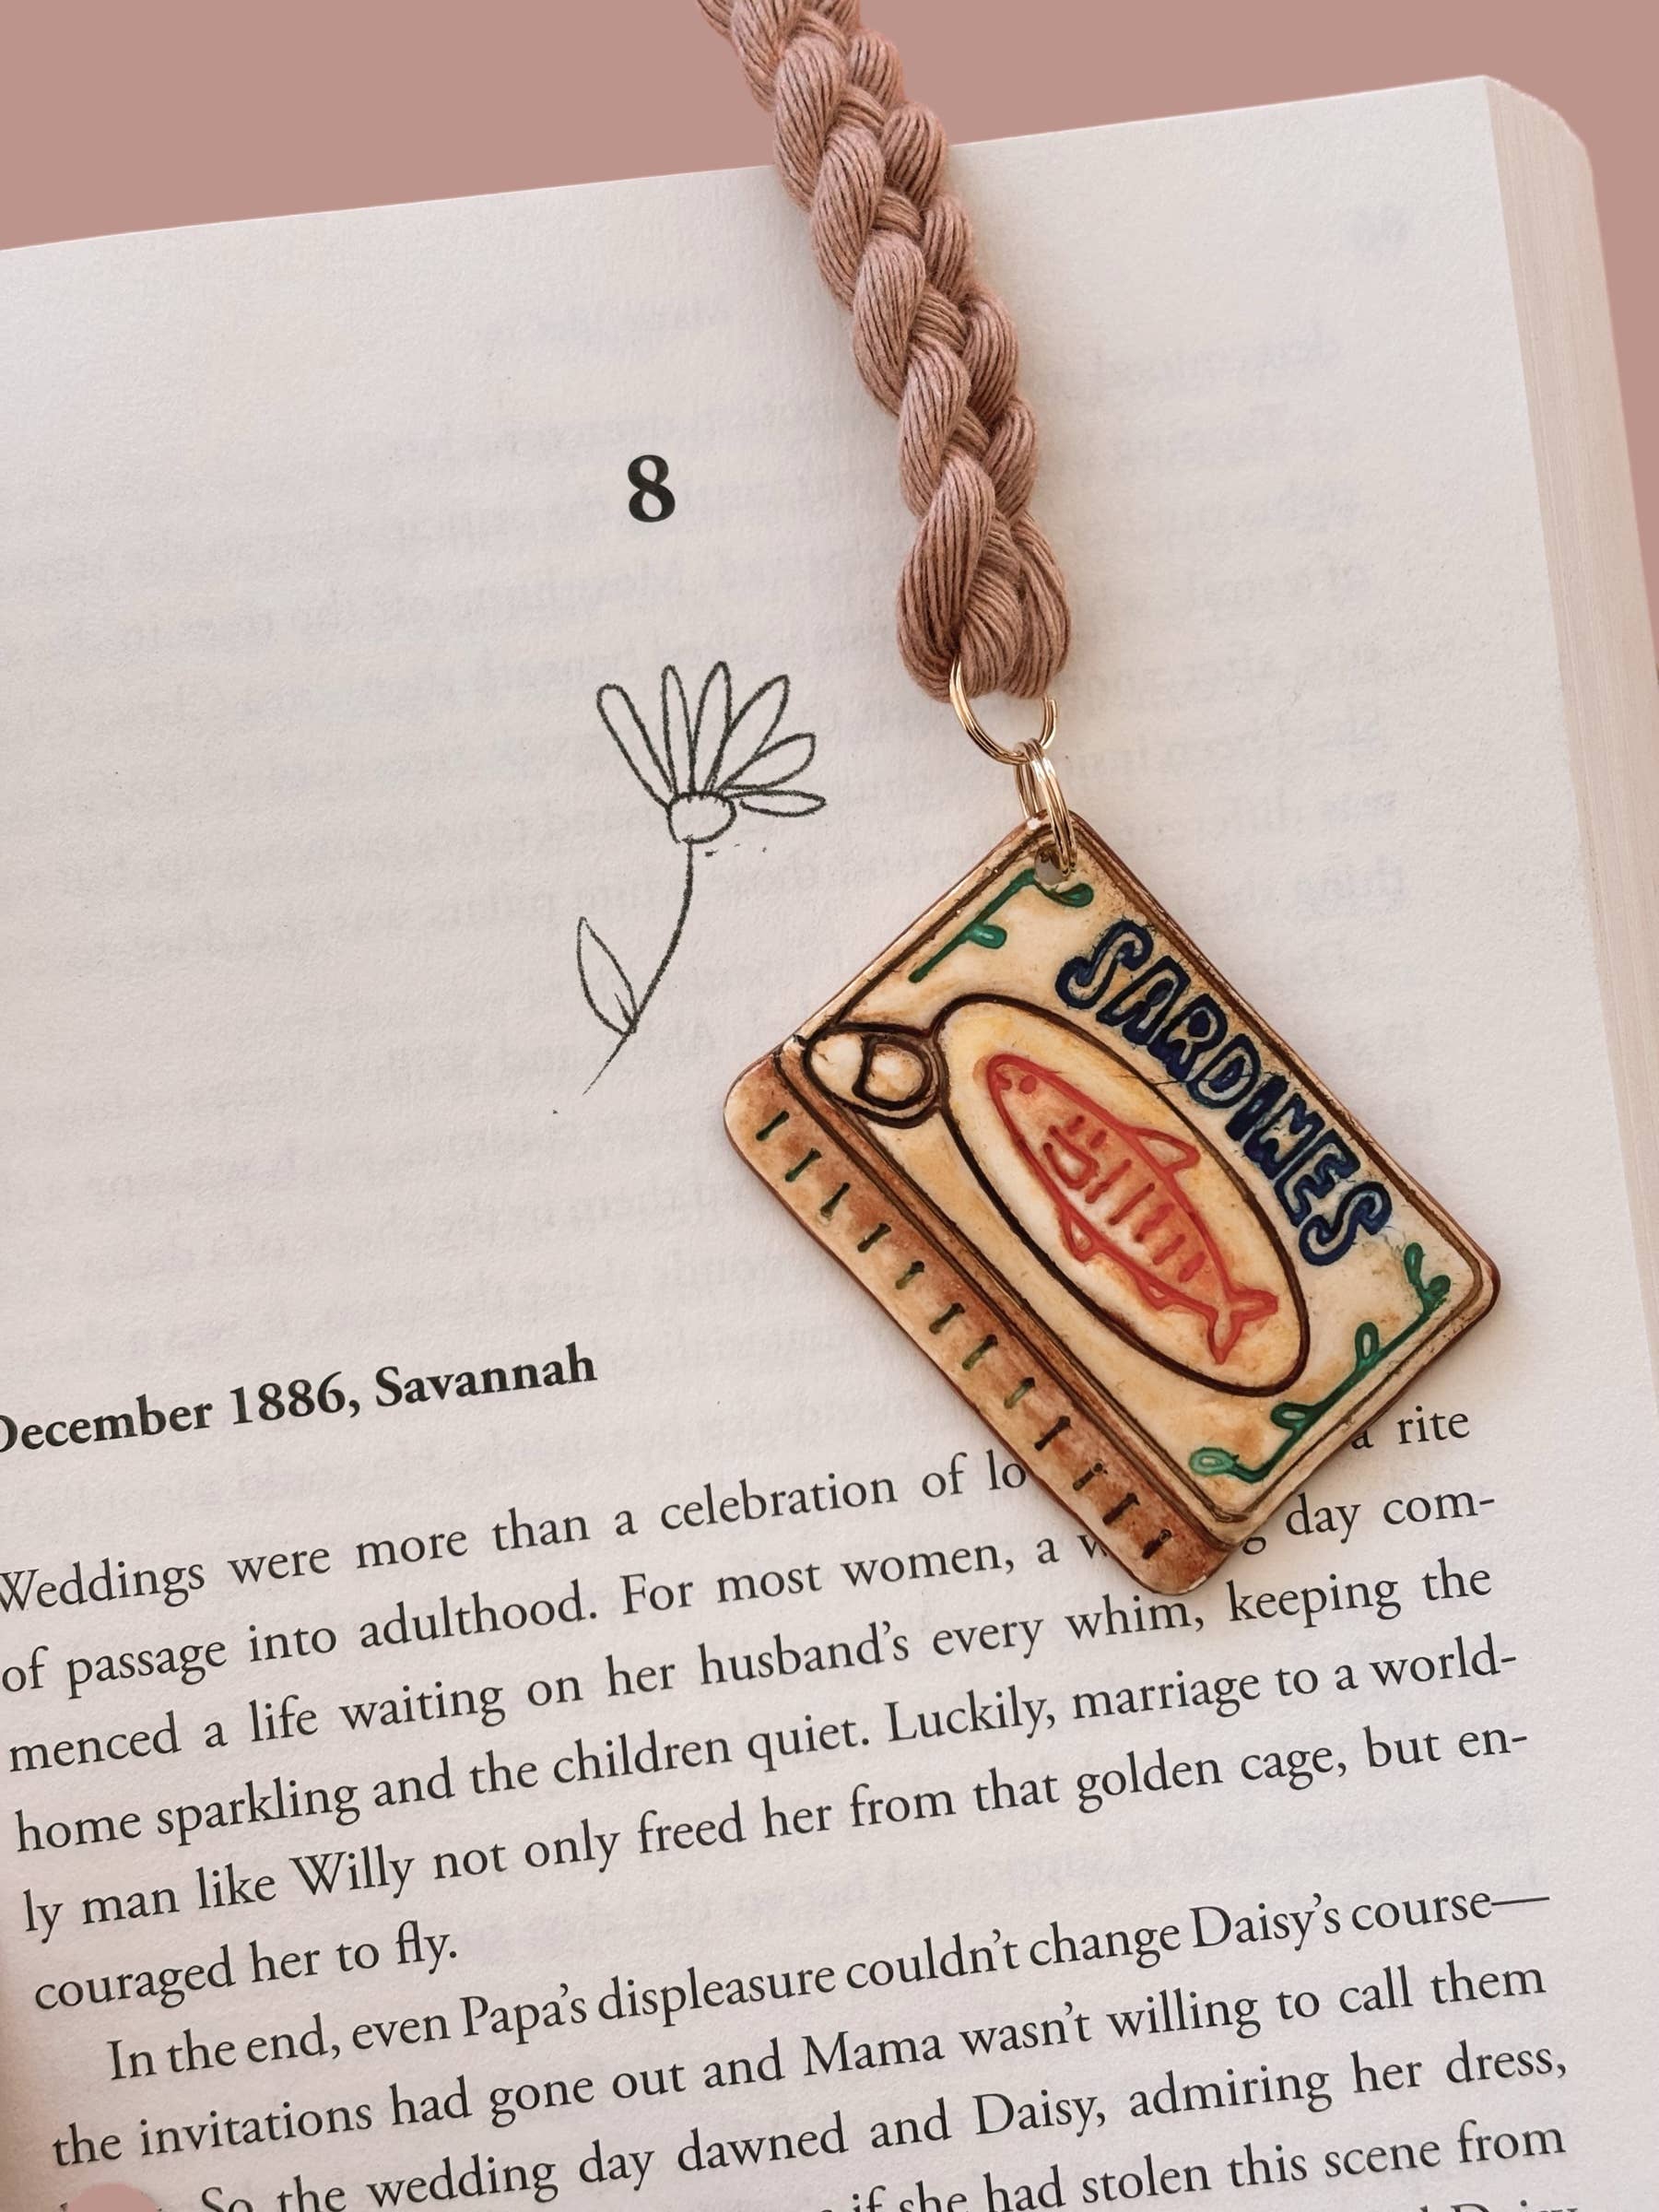 8
SARDINES
December 1886, Savannah
Weddings were more than a celebration of lo a rite
of passage into adulthood. For most women, a day com-
menced a life waiting on her husband’s every whim, keeping the
home sparkling and the children quiet. Luckily, marriage to a world-
ly man like Willy not only freed her from that golden cage, but en-
couraged her to fly.
In the end, even Papa’s displeasure couldn’t change Daisy’s course—
the invitations had gone out and Mama wasn’t willing to call them
So the wedding day dawned and Daisy, admiring her dress,
if she had stolen this scene from